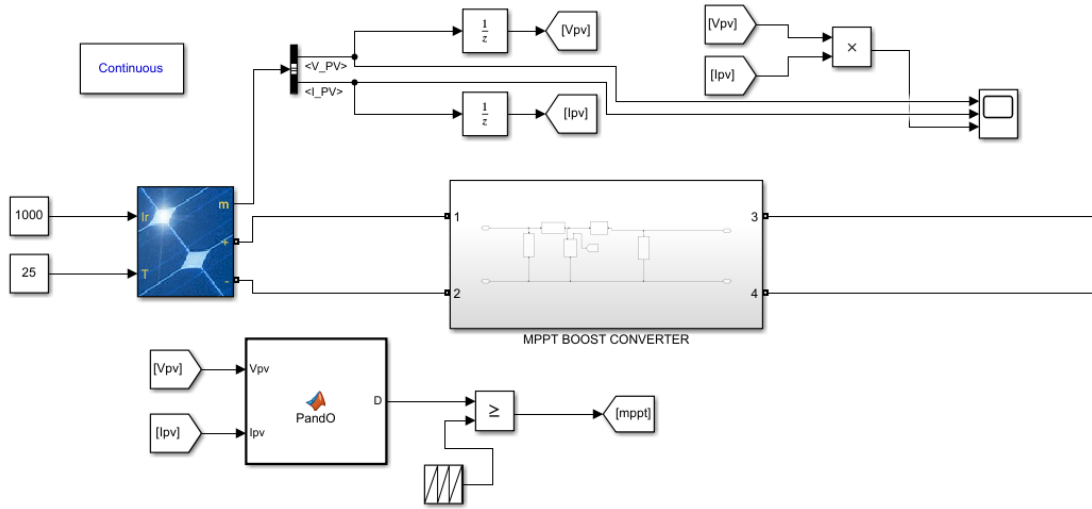 Continuous
<V_PV>
<I_PV>
1
z
[Vpv]
1
z
[Ipv]
[Vpv]
[Ipv]
×
1000
25
Ir
T
m
+
-
1
2
3
4
MPPT BOOST CONVERTER
[Vpv]
[Ipv]
Vpv
Ipv
PandO
D
≥
[mppt]